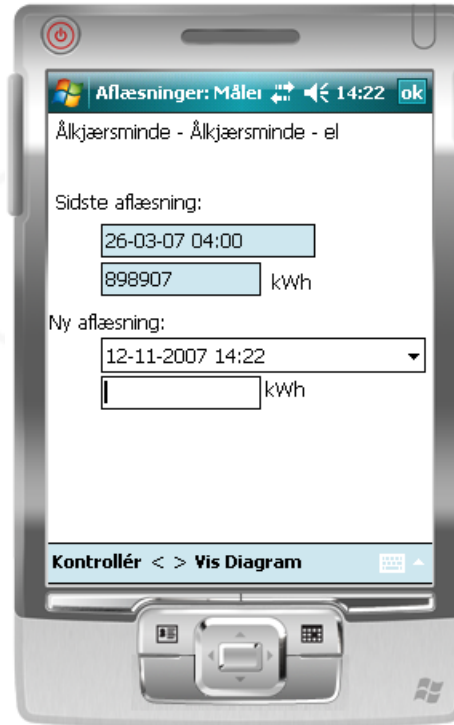 Aflæsninger: Måler 14:22 ok
Ålkjærsminde - Ålkjærsminde - el
Sidste aflæsning:
26-03-07 04:00
898907 kWh
Ny aflæsning:
12-11-2007 14:22
kWh
Kontrollér < > Vis Diagram